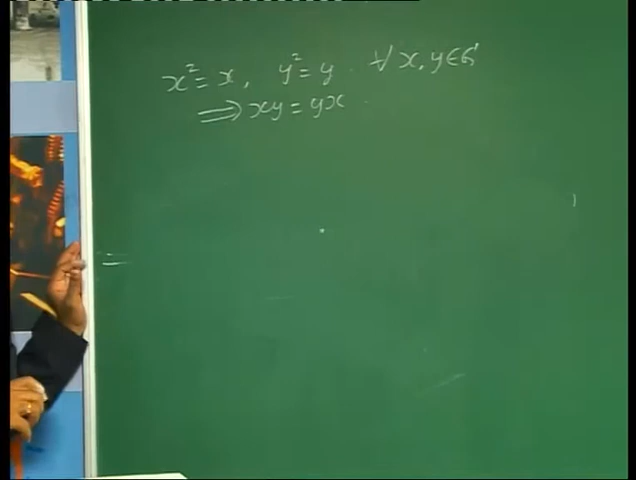 x² = x, y² = y. ∀ x, y ∈ G
⇒ xy = yx.